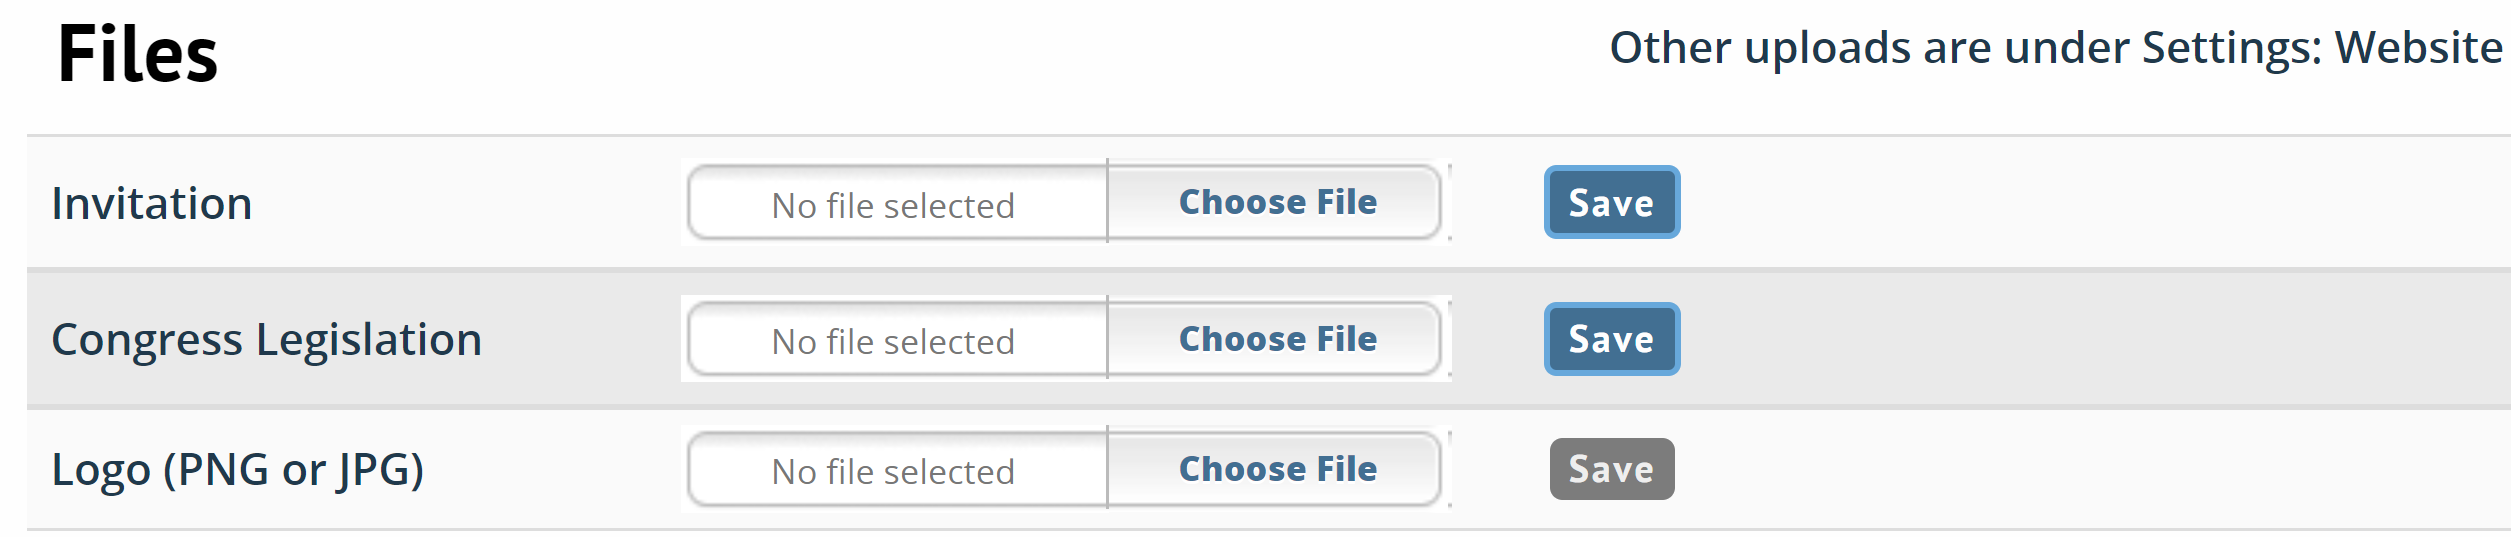 Files
Other uploads are under Settings: Website
Invitation No file selected Choose File Save
Congress Legislation No file selected Choose File Save
Logo (PNG or JPG) No file selected Choose File Save